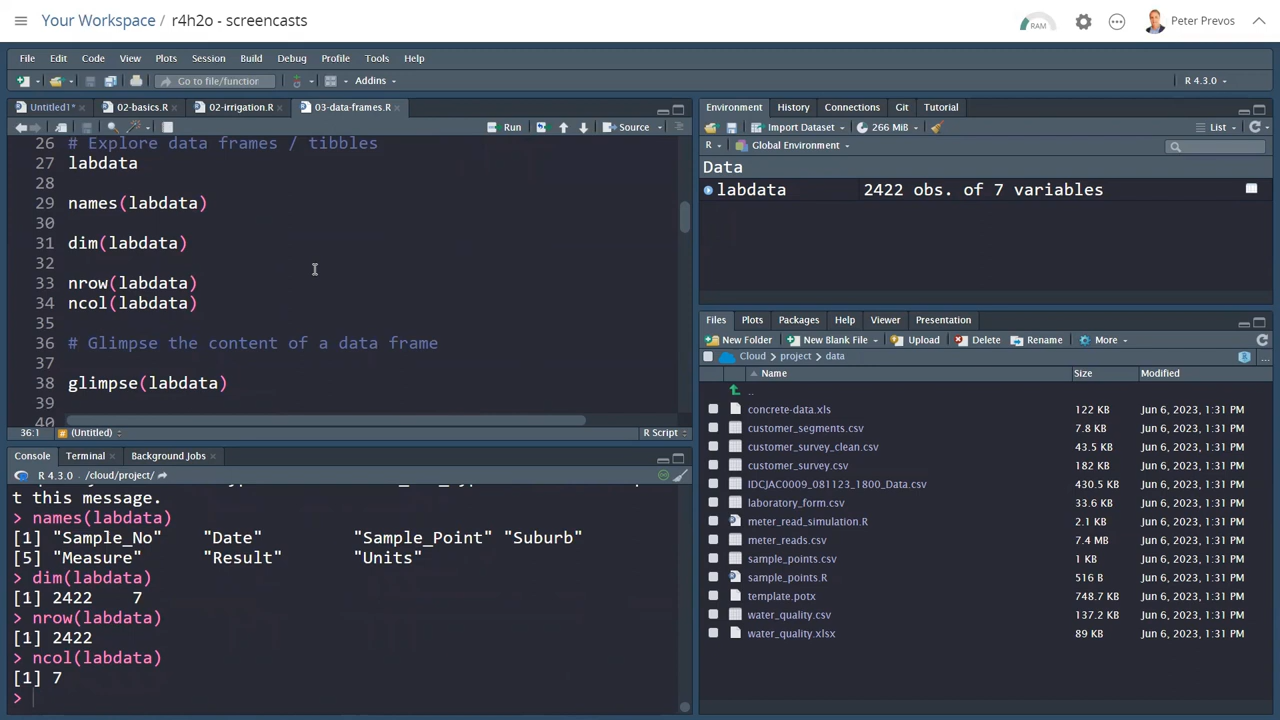 Your Workspace / r4h2o - screencasts
RAM
Peter Prevos
File Edit Code View Plots Session Build Debug Profile Tools Help
Go to file/function
Addins
R 4.3.0
Untitled1*
02-basics.R
02-irrigation.R
03-data-frames.R
Run
Source
26 # Explore data frames / tibbles
27 labdata
28
29 names(labdata)
30
31 dim(labdata)
32
33 nrow(labdata)
34 ncol(labdata)
35
36 # Glimpse the content of a data frame
37
38 glimpse(labdata)
39
40
36:1 # (Untitled) R Script
Console Terminal Background Jobs
R 4.3.0 · /cloud/project/
t this message.
> names(labdata)
[1] "Sample_No" "Date" "Sample_Point" "Suburb"
[5] "Measure" "Result" "Units"
> dim(labdata)
[1] 2422 7
> nrow(labdata)
[1] 2422
> ncol(labdata)
[1] 7
>
Environment History Connections Git Tutorial
Import Dataset 266 MiB List
R Global Environment
Data
labdata 2422 obs. of 7 variables
Files Plots Packages Help Viewer Presentation
New Folder New Blank File Upload Delete Rename More
Cloud project data R ...
Name Size Modified
..
concrete-data.xls 122 KB Jun 6, 2023, 1:31 PM
customer_segments.csv 7.8 KB Jun 6, 2023, 1:31 PM
customer_survey_clean.csv 43.5 KB Jun 6, 2023, 1:31 PM
customer_survey.csv 182 KB Jun 6, 2023, 1:31 PM
IDCJAC0009_081123_1800_Data.csv 430.5 KB Jun 6, 2023, 1:31 PM
laboratory_form.csv 33.6 KB Jun 6, 2023, 1:31 PM
meter_read_simulation.R 2.1 KB Jun 6, 2023, 1:31 PM
meter_reads.csv 7.4 MB Jun 6, 2023, 1:31 PM
sample_points.csv 1 KB Jun 6, 2023, 1:31 PM
sample_points.R 516 B Jun 6, 2023, 1:31 PM
template.potx 748.7 KB Jun 6, 2023, 1:31 PM
water_quality.csv 137.2 KB Jun 6, 2023, 1:31 PM
water_quality.xlsx 89 KB Jun 6, 2023, 1:31 PM